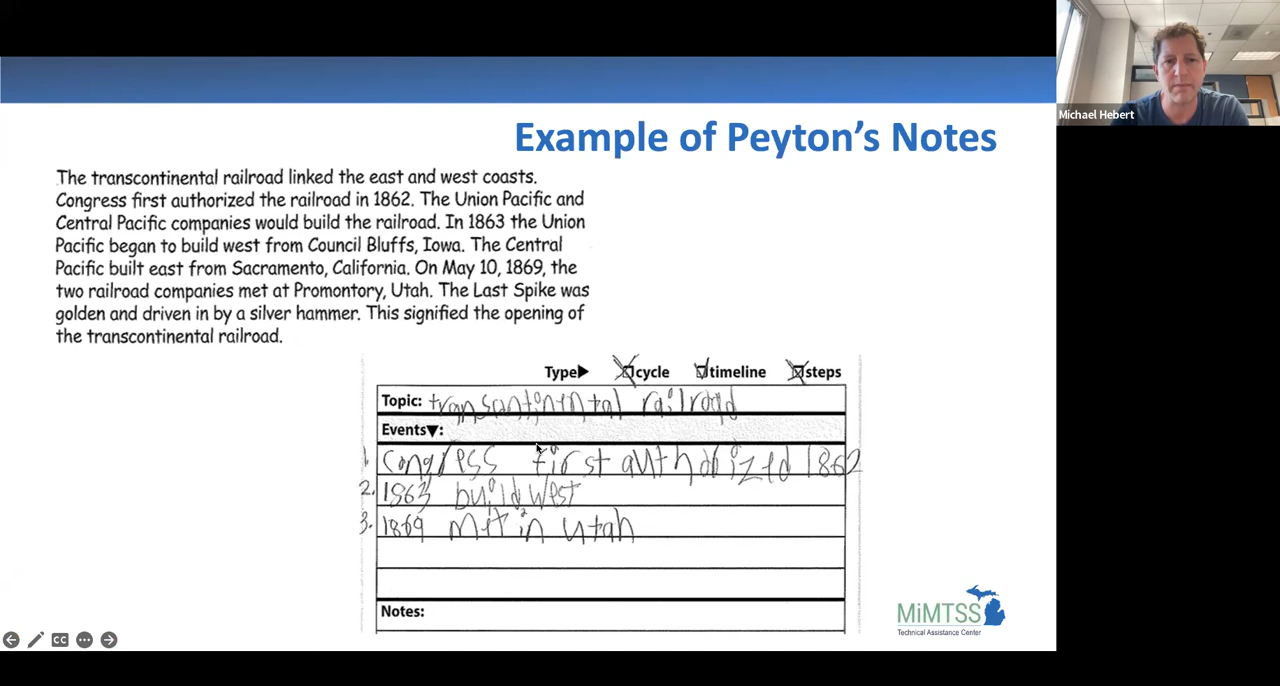 Example of Peyton's Notes
Michael Hebert
The transcontinental railroad linked the east and west coasts.
Congress first authorized the railroad in 1862. The Union Pacific and
Central Pacific companies would build the railroad. In 1863 the Union
Pacific began to build west from Council Bluffs, Iowa. The Central
Pacific built east from Sacramento, California. On May 10, 1869, the
two railroad companies met at Promontory, Utah. The Last Spike was
golden and driven in by a silver hammer. This signified the opening of
the transcontinental railroad.
Type▶ cycle timeline steps
Topic: transcontinental railroad
Events▼:
1. Congress first authorized 1862
2. 1863 build west
3. 1869 met in Utah
Notes:
MiMTSS
Technical Assistance Center
CC